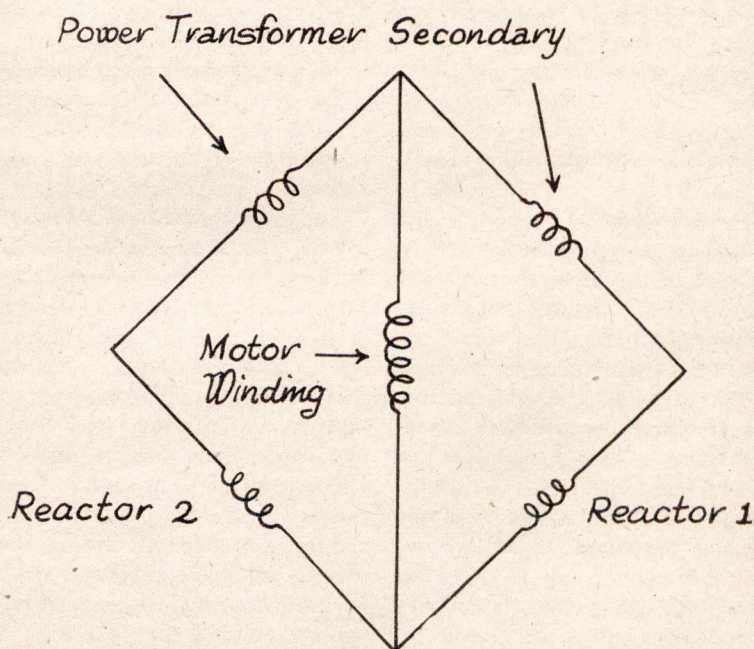 Power Transformer Secondary
Motor
Winding
Reactor 2
Reactor 1